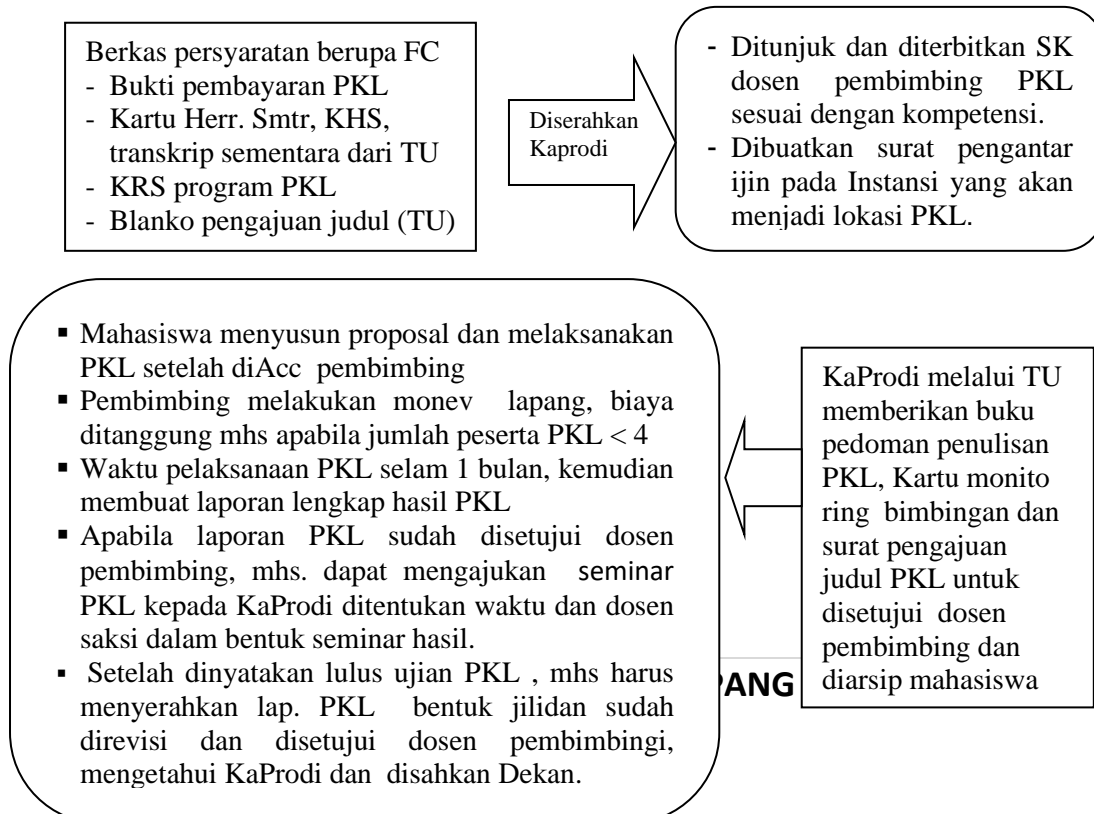 Berkas persyaratan berupa FC
- Bukti pembayaran PKL
- Kartu Herr. Smtr, KHS,
transkrip sementara dari TU
- KRS program PKL
- Blanko pengajuan judul (TU)
Diserahkan
Kaprodi
- Ditunjuk dan diterbitkan SK
dosen pembimbing PKL
sesuai dengan kompetensi.
- Dibuatkan surat pengantar
ijin pada Instansi yang akan
menjadi lokasi PKL.
KaProdi melalui TU
memberikan buku
pedoman penulisan
PKL, Kartu monito
ring bimbingan dan
surat pengajuan
judul PKL untuk
disetujui dosen
pembimbing dan
diarsip mahasiswa
▪ Mahasiswa menyusun proposal dan melaksanakan
PKL setelah diAcc pembimbing
▪ Pembimbing melakukan monev lapang, biaya
ditanggung mhs apabila jumlah peserta PKL < 4
▪ Waktu pelaksanaan PKL selam 1 bulan, kemudian
membuat laporan lengkap hasil PKL
▪ Apabila laporan PKL sudah disetujui dosen
pembimbing, mhs. dapat mengajukan seminar
PKL kepada KaProdi ditentukan waktu dan dosen
saksi dalam bentuk seminar hasil.
▪ Setelah dinyatakan lulus ujian PKL , mhs harus
menyerahkan lap. PKL bentuk jilidan sudah
direvisi dan disetujui dosen pembimbingi,
mengetahui KaProdi dan disahkan Dekan.
PANG